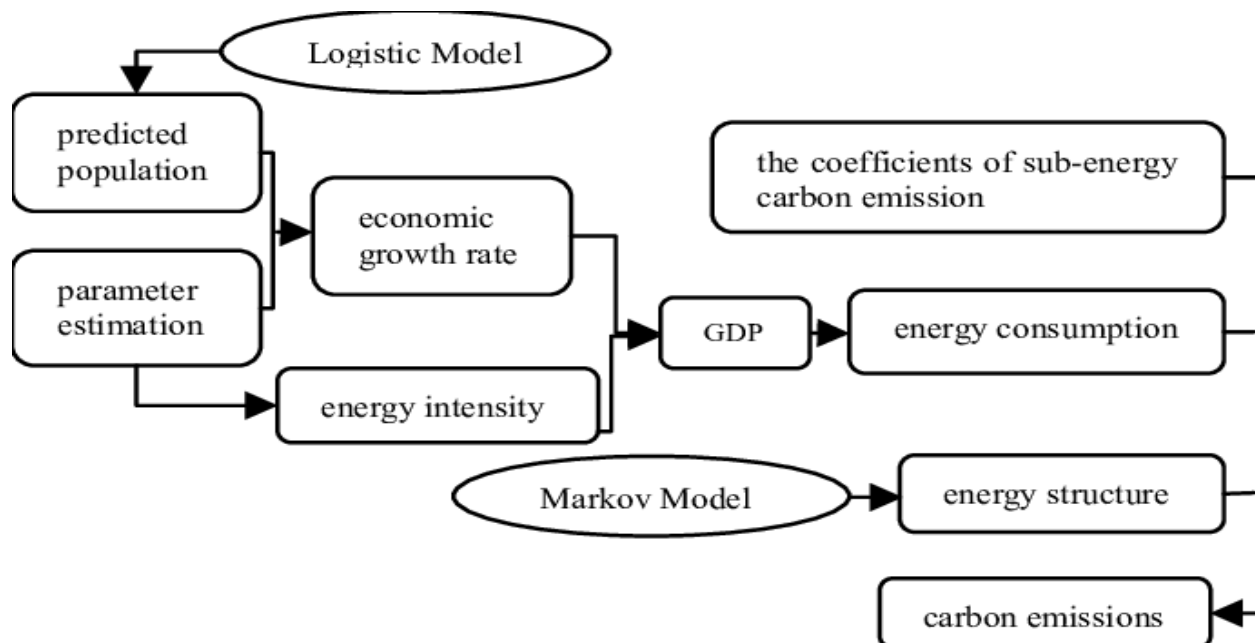 Logistic Model
predicted
population
the coefficients of sub-energy
carbon emission
economic
growth rate
parameter
estimation
GDP
energy consumption
energy intensity
Markov Model
energy structure
carbon emissions